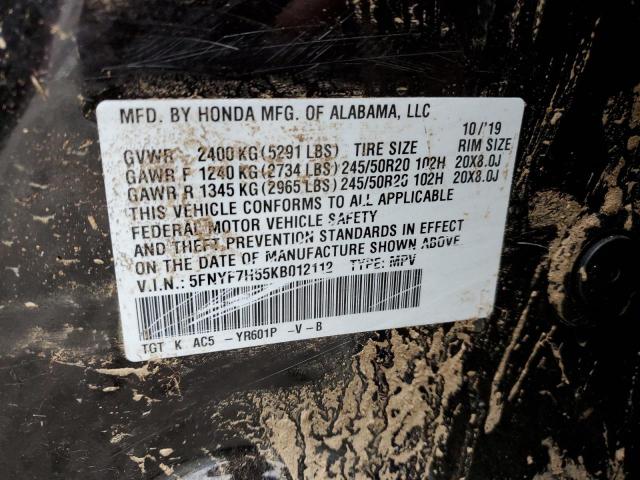 MFD. BY HONDA MFG. OF ALABAMA, LLC 10/'19
GVWR 2400 KG(5291 LBS) TIRE SIZE RIM SIZE
GAWR F 1240 KG(2734 LBS)245/50R20 102H 20X8.0J
GAWR R 1345 KG(2965 LBS)245/50R20 102H 20X8.0J
THIS VEHICLE CONFORMS TO ALL APPLICABLE
FEDERAL MOTOR VEHICLE SAFETY
AND THEFT PREVENTION STANDARDS IN EFFECT
ON THE DATE OF MANUFACTURE SHOWN ABOVE.
V.I.N.: 5FNYF7H55KB012112 TYPE: MPV
TGT K AC5 -YR601P -V-B